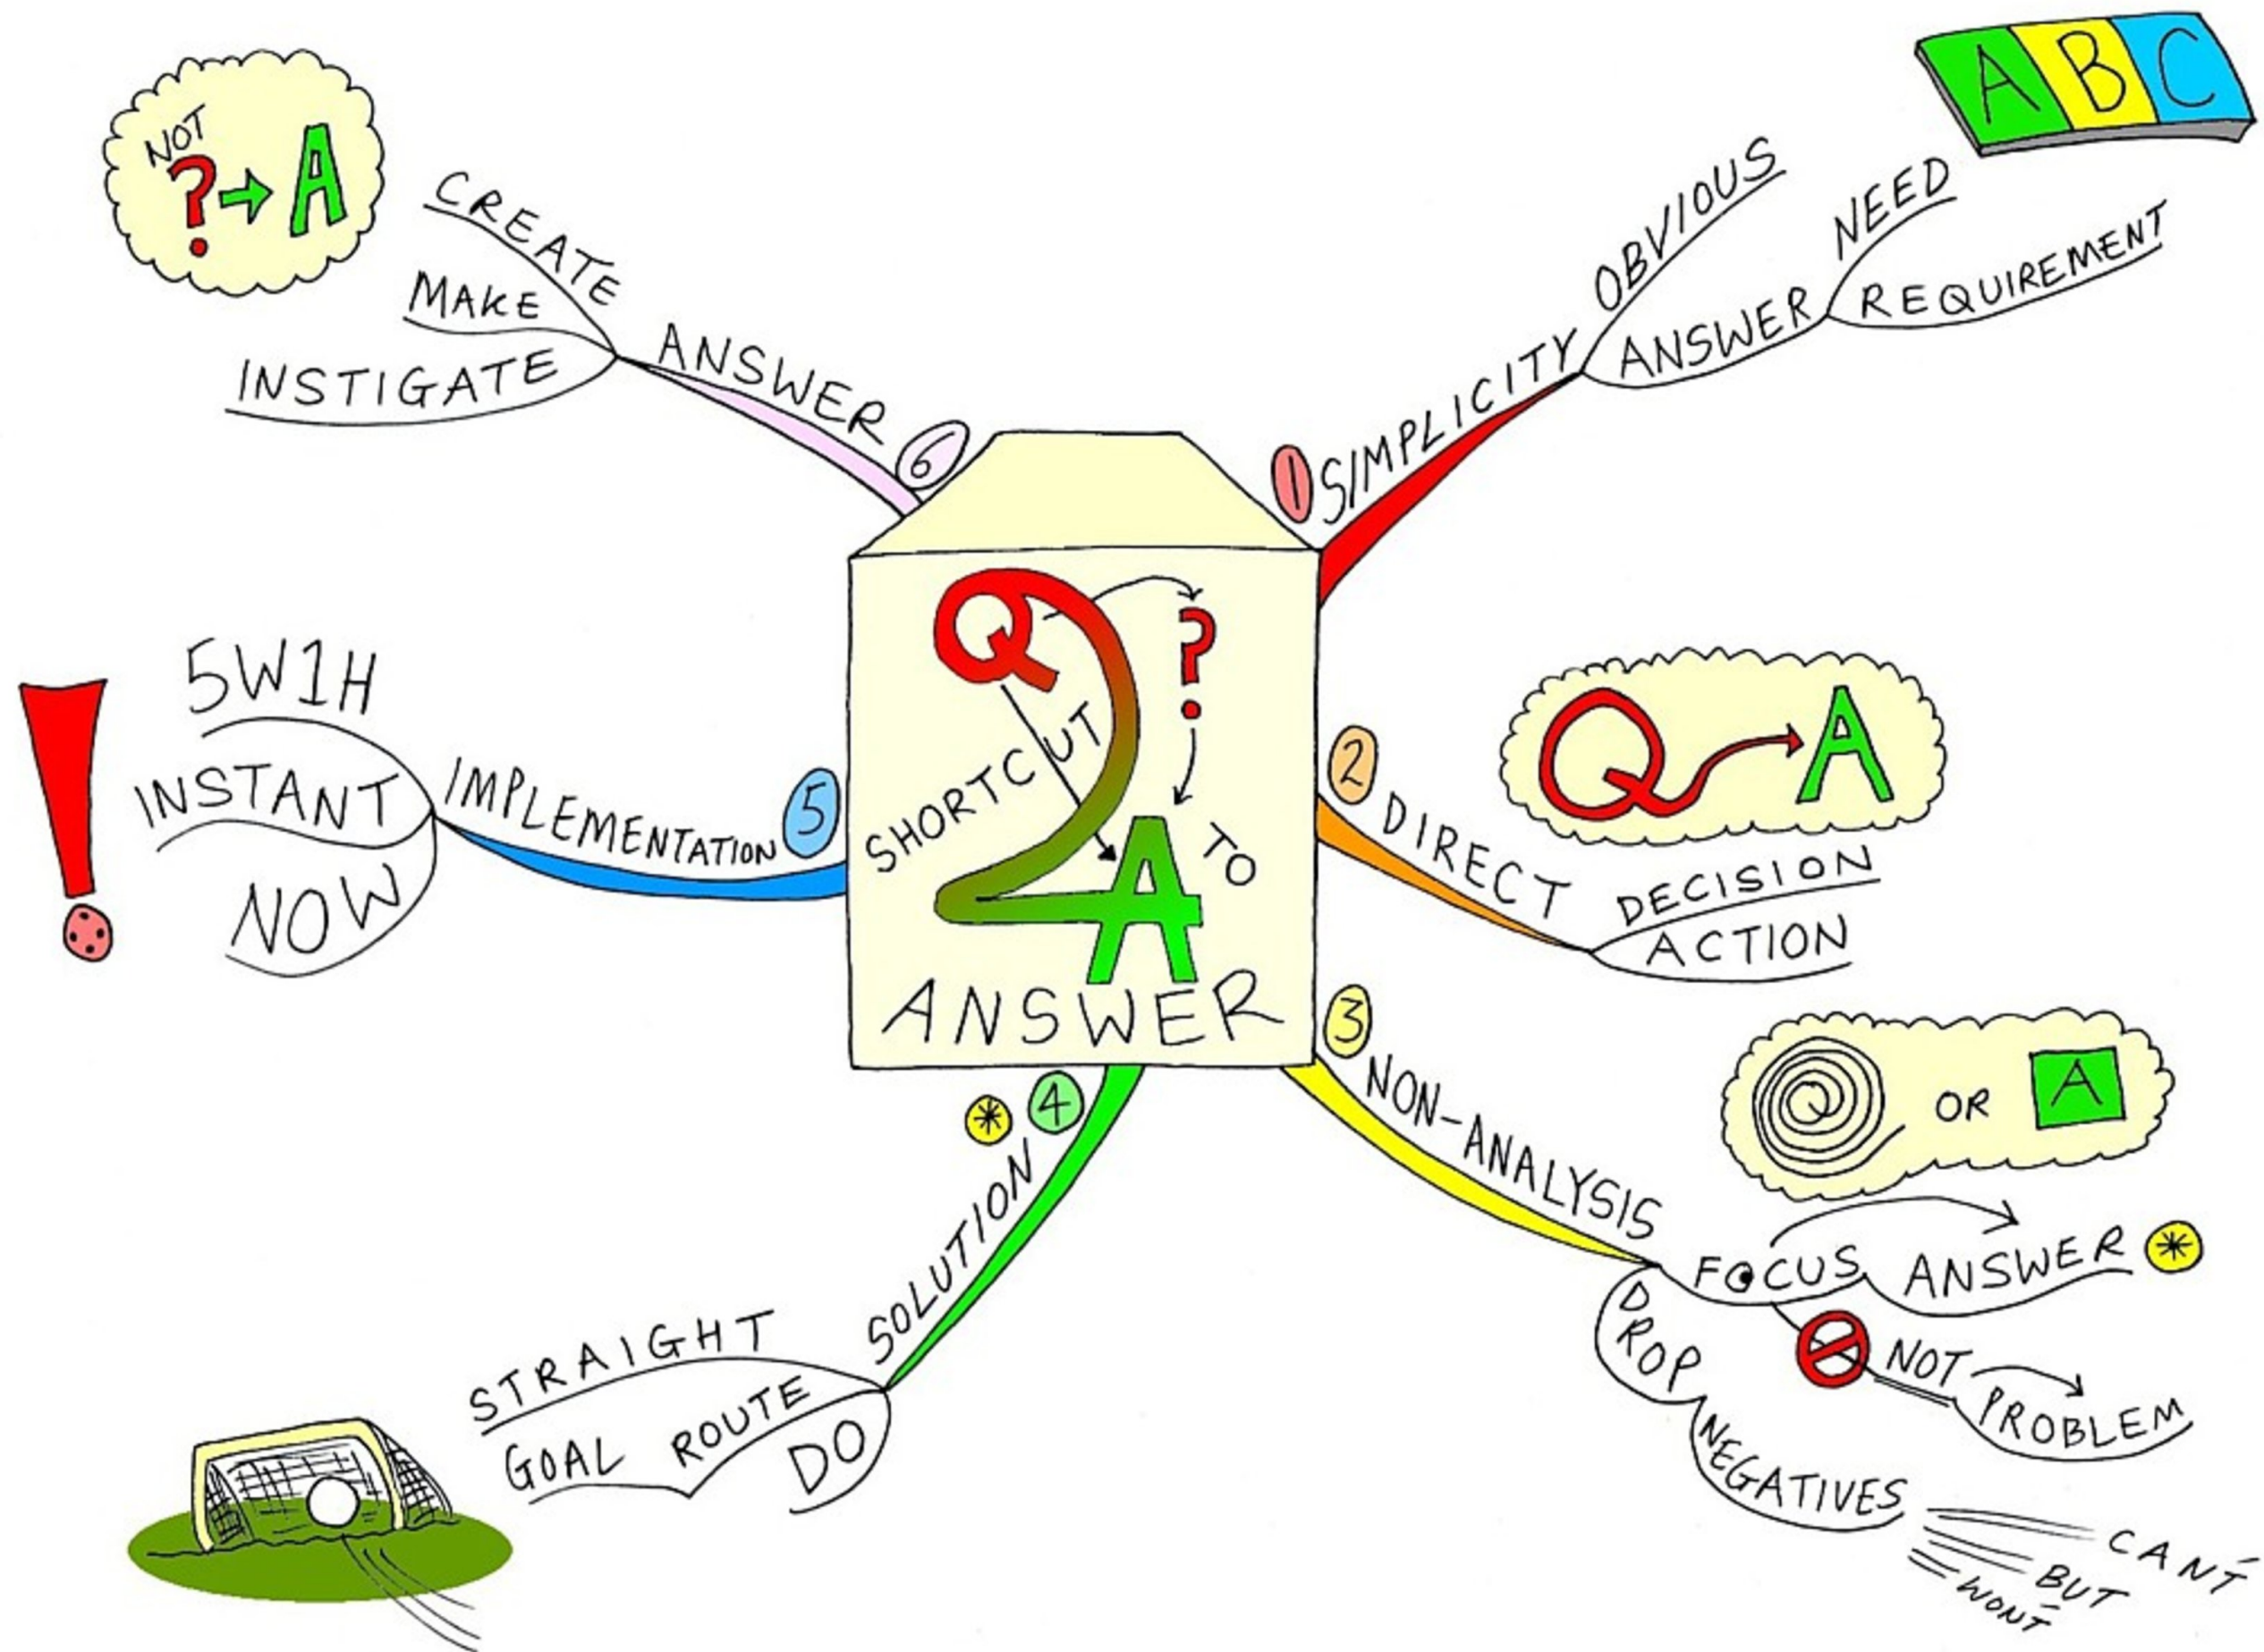 Q
?
SHORTCUT
TO
A
ANSWER
1
SIMPLICITY
OBVIOUS
ANSWER
NEED
REQUIREMENT
A B C
2
DIRECT
Q A
DECISION
ACTION
3
NON-ANALYSIS
Q OR A
FOCUS
ANSWER *
NOT
PROBLEM
DROP
NEGATIVES
CAN'T
BUT
WON'T
* 4
SOLUTION
STRAIGHT
GOAL ROUTE
DO
5
IMPLEMENTATION
5W1H
INSTANT
NOW
!
6
ANSWER
CREATE
MAKE
INSTIGATE
NOT
? → A